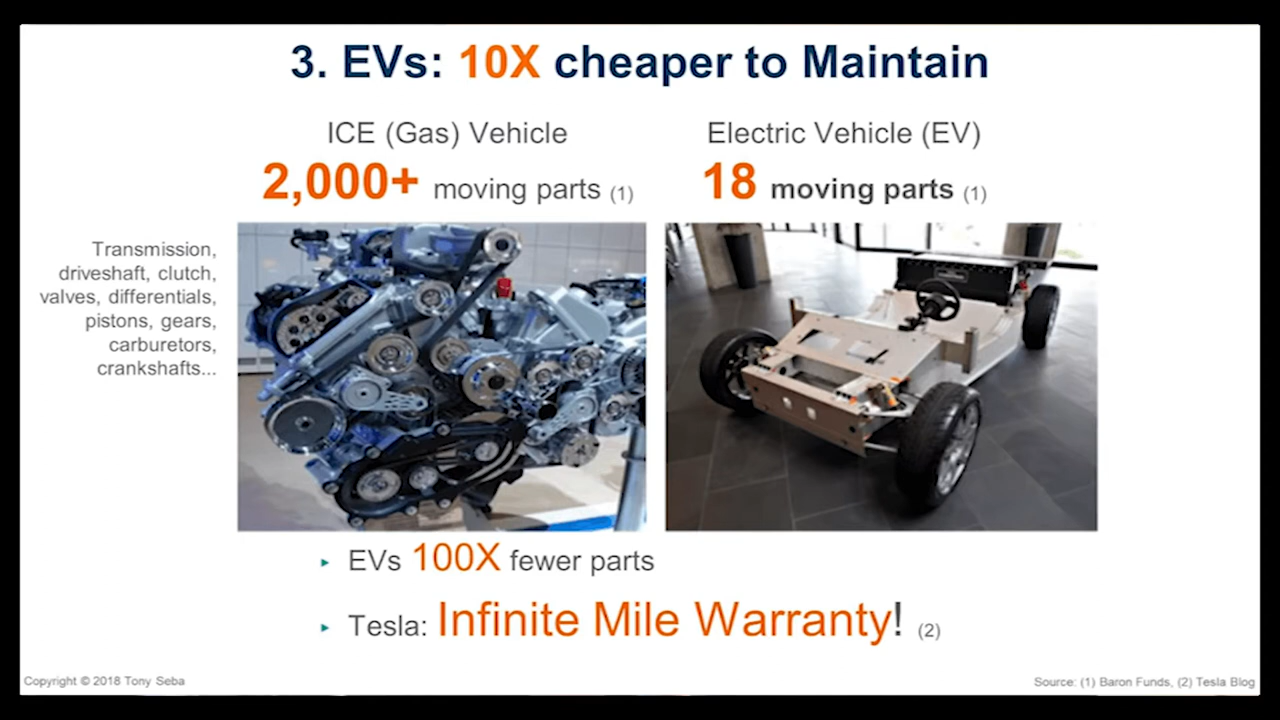 3. EVs: 10X cheaper to Maintain
ICE (Gas) Vehicle
2,000+ moving parts (1)
Electric Vehicle (EV)
18 moving parts (1)
Transmission,
driveshaft, clutch,
valves, differentials,
pistons, gears,
carburetors,
crankshafts...
▸ EVs 100X fewer parts
▸ Tesla: Infinite Mile Warranty! (2)
Copyright © 2018 Tony Seba
Source: (1) Baron Funds, (2) Tesla Blog